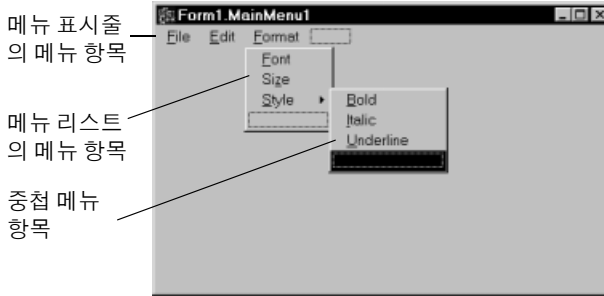 메뉴 표시줄
의 메뉴 항목
메뉴 리스트
의 메뉴 항목
중첩 메뉴
항목
Form1.MainMenu1
File Edit Format
Font
Size
Style
Bold
Italic
Underline